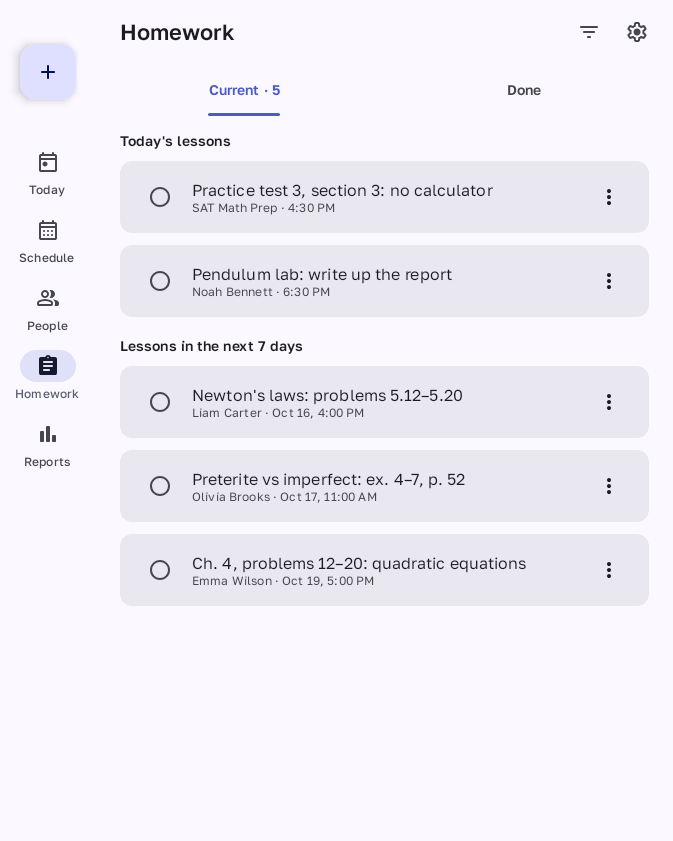 Homework
Current · 5
Done
Today
Schedule
People
Homework
Reports
Today's lessons
Practice test 3, section 3: no calculator
SAT Math Prep · 4:30 PM
Pendulum lab: write up the report
Noah Bennett · 6:30 PM
Lessons in the next 7 days
Newton's laws: problems 5.12–5.20
Liam Carter · Oct 16, 4:00 PM
Preterite vs imperfect: ex. 4–7, p. 52
Olivia Brooks · Oct 17, 11:00 AM
Ch. 4, problems 12–20: quadratic equations
Emma Wilson · Oct 19, 5:00 PM